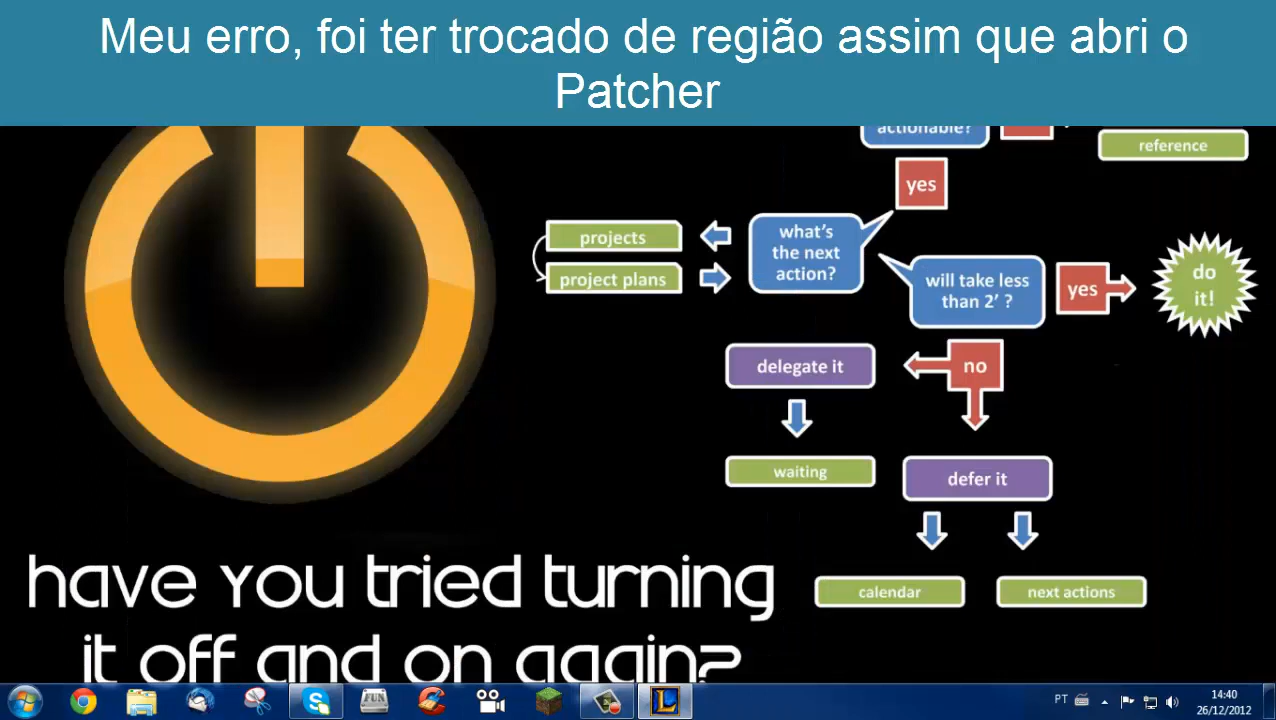 Meu erro, foi ter trocado de região assim que abri o
Patcher
actionable?
reference
yes
projects
what's
the next
action?
project plans
will take less
than 2′ ?
yes
do
it!
delegate it
no
waiting
defer it
calendar
next actions
have you tried turning
it off and on again?
FUN
L
PT
14:40
26/12/2012